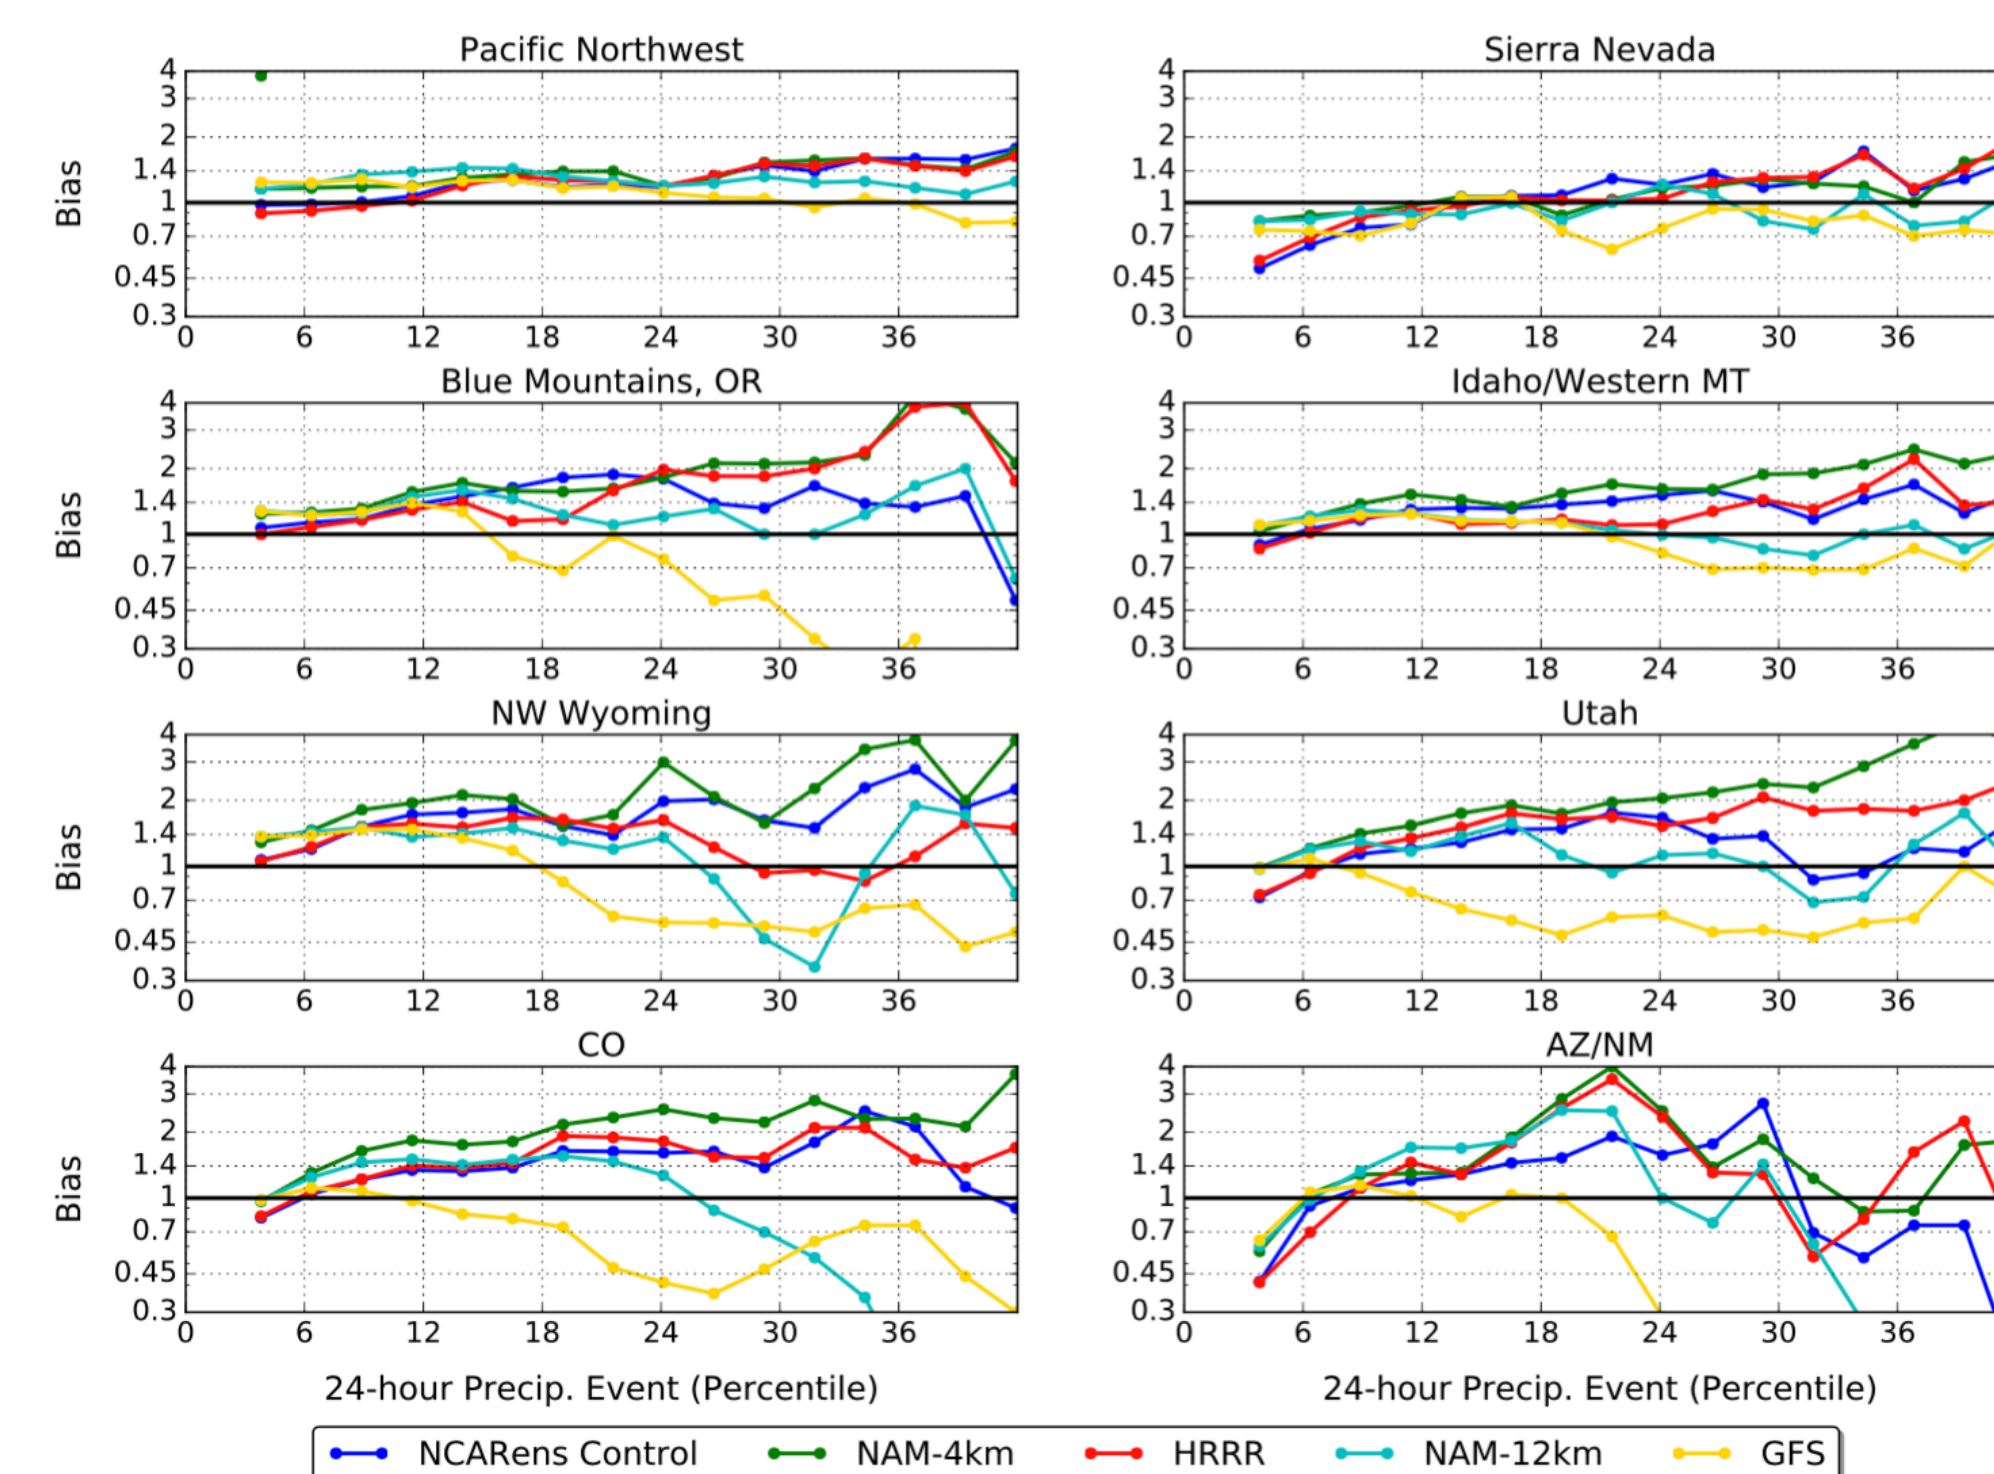 Pacific Northwest
Bias
4
3
2
1.4
1
0.7
0.45
0.3
0 6 12 18 24 30 36
Sierra Nevada
4
3
2
1.4
1
0.7
0.45
0.3
0 6 12 18 24 30 36
Blue Mountains, OR
Bias
4
3
2
1.4
1
0.7
0.45
0.3
0 6 12 18 24 30 36
Idaho/Western MT
4
3
2
1.4
1
0.7
0.45
0.3
0 6 12 18 24 30 36
NW Wyoming
Bias
4
3
2
1.4
1
0.7
0.45
0.3
0 6 12 18 24 30 36
Utah
4
3
2
1.4
1
0.7
0.45
0.3
0 6 12 18 24 30 36
CO
Bias
4
3
2
1.4
1
0.7
0.45
0.3
0 6 12 18 24 30 36
24-hour Precip. Event (Percentile)
AZ/NM
4
3
2
1.4
1
0.7
0.45
0.3
0 6 12 18 24 30 36
24-hour Precip. Event (Percentile)
NCARens Control NAM-4km HRRR NAM-12km GFS